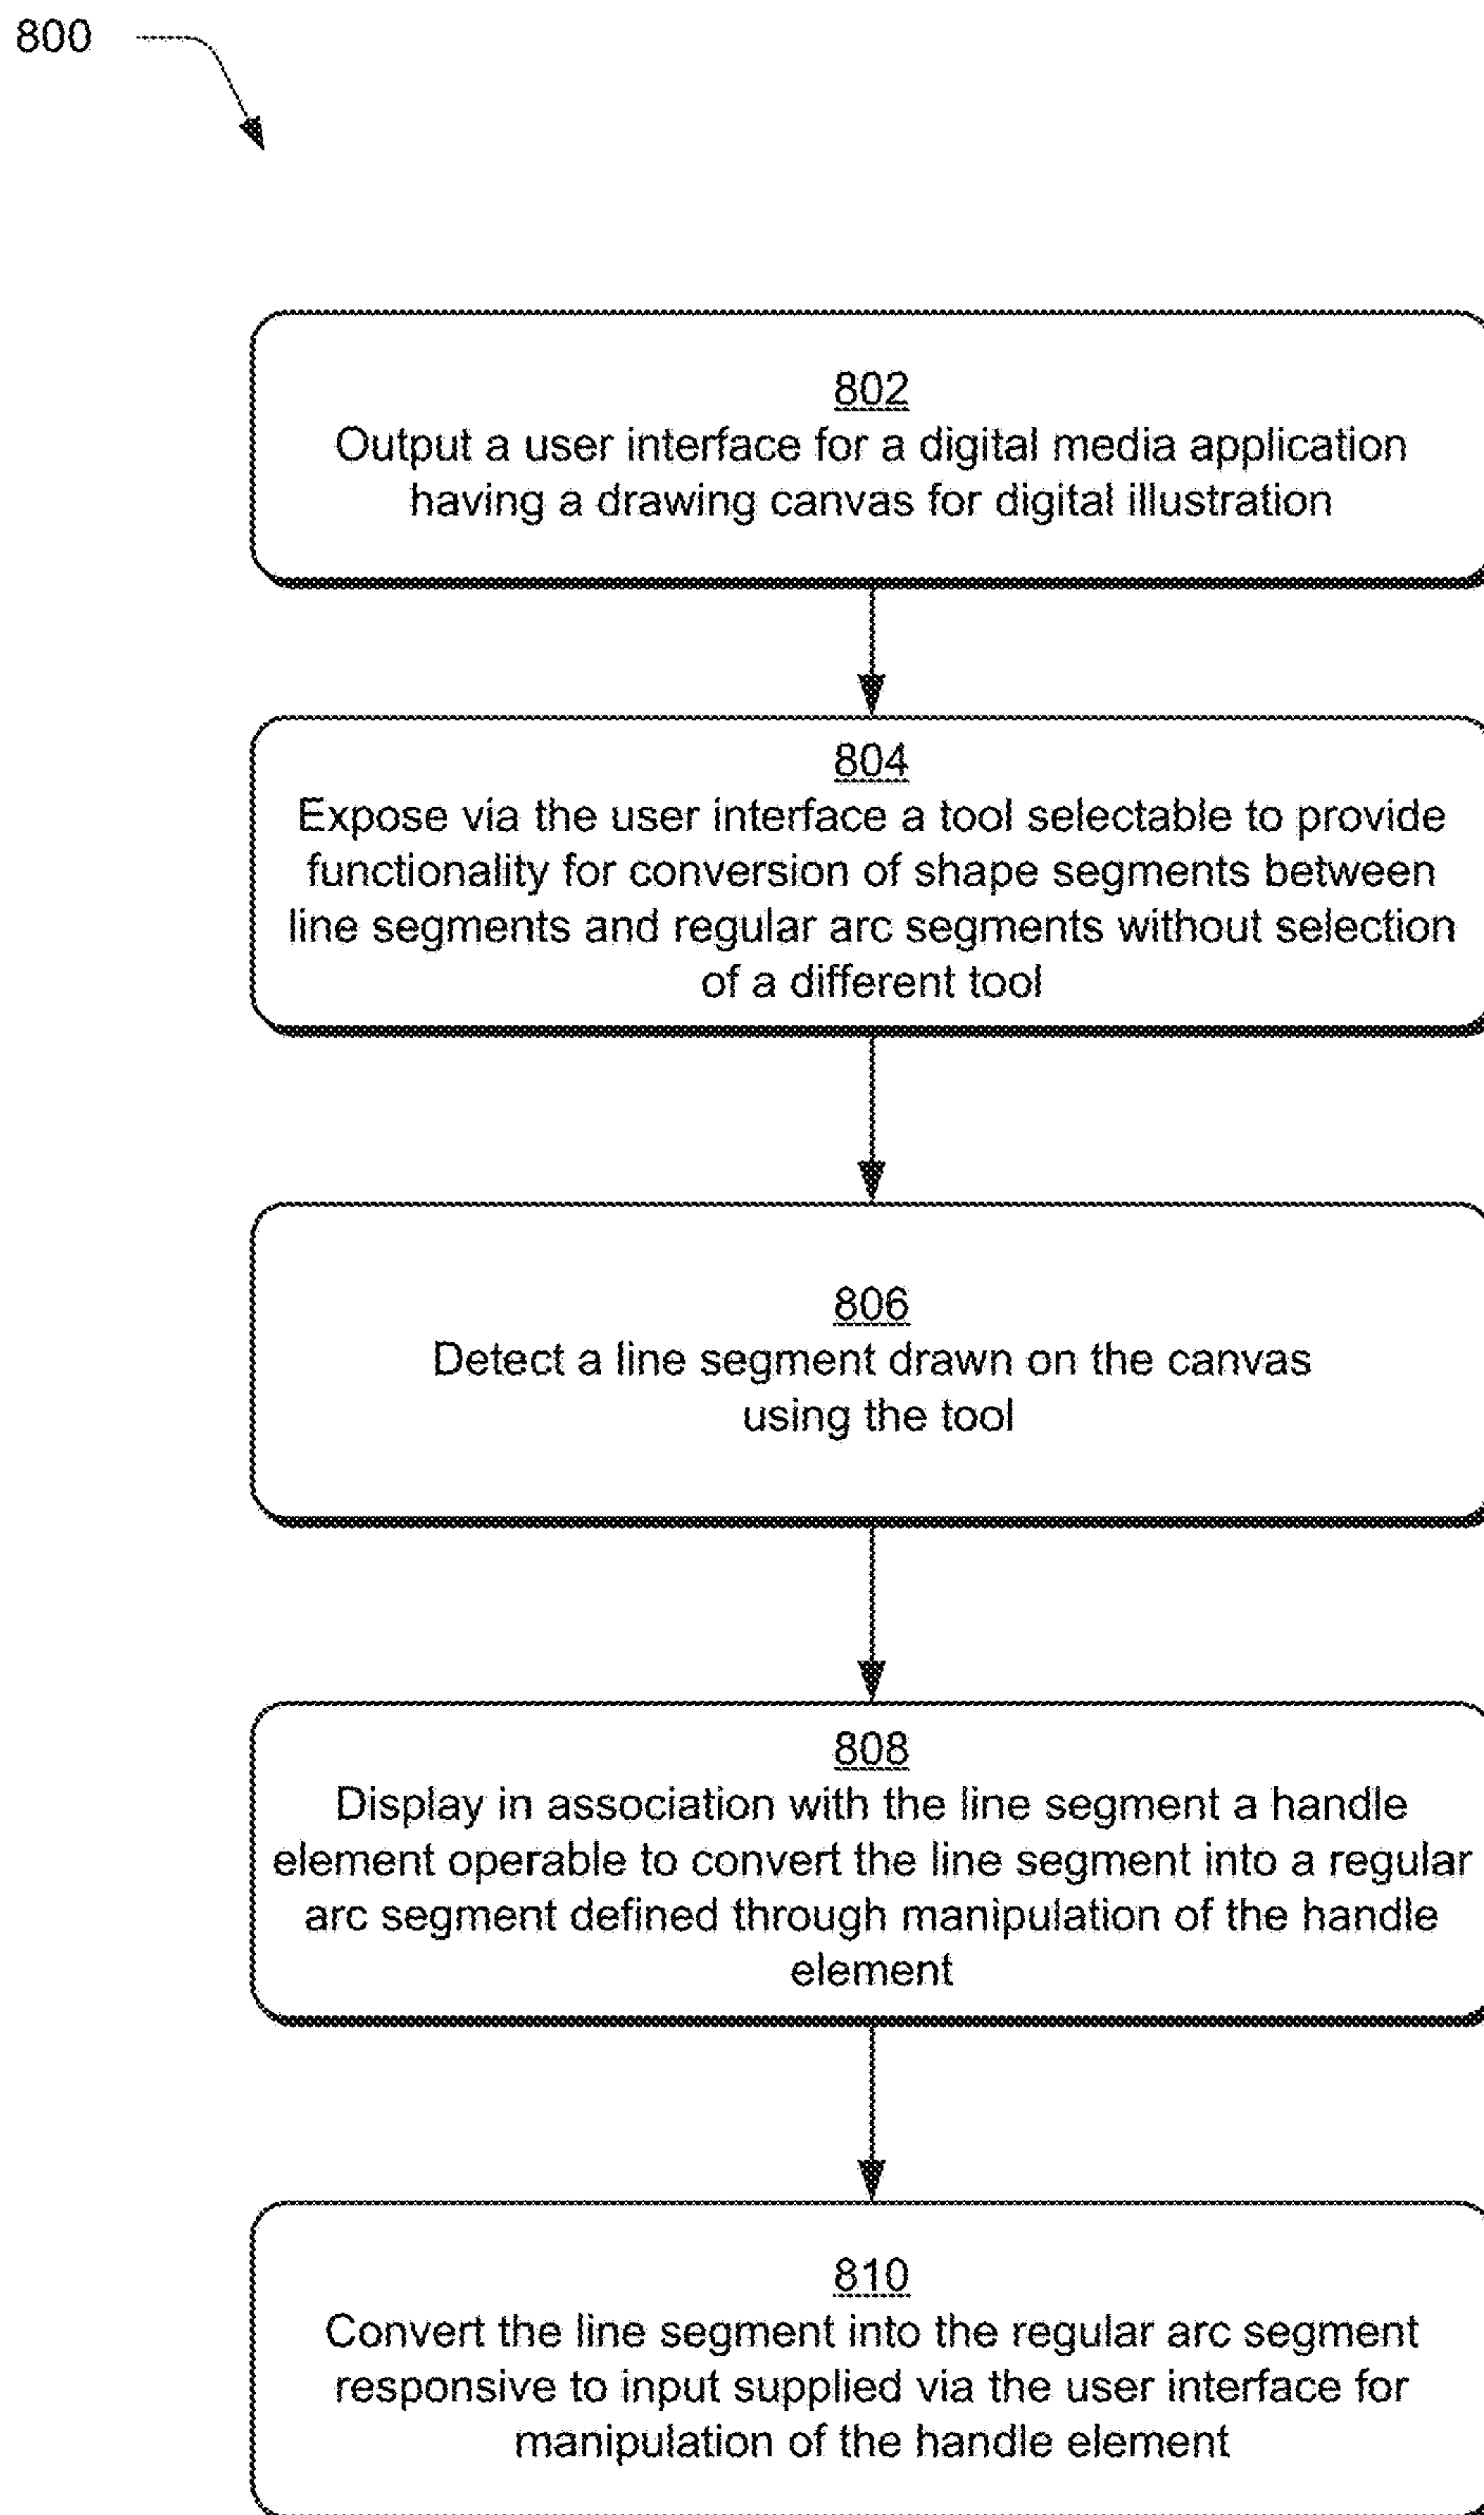 800
802
Output a user interface for a digital media application
having a drawing canvas for digital illustration
804
Expose via the user interface a tool selectable to provide
functionality for conversion of shape segments between
line segments and regular arc segments without selection
of a different tool
806
Detect a line segment drawn on the canvas
using the tool
808
Display in association with the line segment a handle
element operable to convert the line segment into a regular
arc segment defined through manipulation of the handle
element
810
Convert the line segment into the regular arc segment
responsive to input supplied via the user interface for
manipulation of the handle element